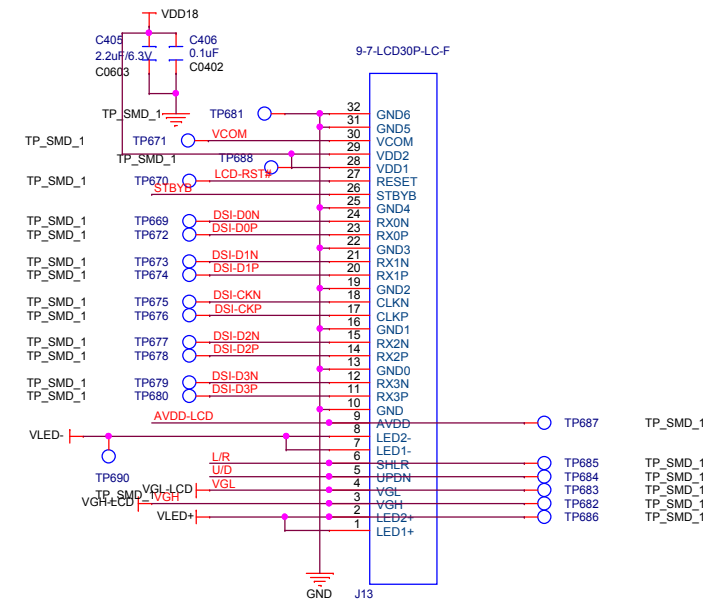 VDD18
C405 C406
2.2uF/6.3V 0.1uF
C0603 C0402
9-7-LCD30P-LC-F
TP_SMD_1 TP681 32 GND6
31 GND5
TP_SMD_1 TP671 VCOM 30 VCOM
29 VDD2
TP_SMD_1 TP688 28 VDD1
TP_SMD_1 TP670 LCD-RST# 27 RESET
STBYB 26 STBYB
25 GND4
TP_SMD_1 TP669 DSI-D0N 24 RX0N
TP_SMD_1 TP672 DSI-D0P 23 RX0P
22 GND3
TP_SMD_1 TP673 DSI-D1N 21 RX1N
TP_SMD_1 TP674 DSI-D1P 20 RX1P
19 GND2
TP_SMD_1 TP675 DSI-CKN 18 CLKN
TP_SMD_1 TP676 DSI-CKP 17 CLKP
16 GND1
TP_SMD_1 TP677 DSI-D2N 15 RX2N
TP_SMD_1 TP678 DSI-D2P 14 RX2P
13 GND0
TP_SMD_1 TP679 DSI-D3N 12 RX3N
TP_SMD_1 TP680 DSI-D3P 11 RX3P
10 GND
AVDD-LCD 9 AVDD TP687 TP_SMD_1
VLED- 8 LED2-
7 LED1-
L/R 6 SHLR TP685 TP_SMD_1
TP690 U/D 5 UPDN TP684 TP_SMD_1
VGL-LCD VGL 4 VGL TP683 TP_SMD_1
TP_SMD_1
VGH-LCD VGH 3 VGH TP682 TP_SMD_1
VLED+ 2 LED2+ TP686 TP_SMD_1
1 LED1+
GND J13